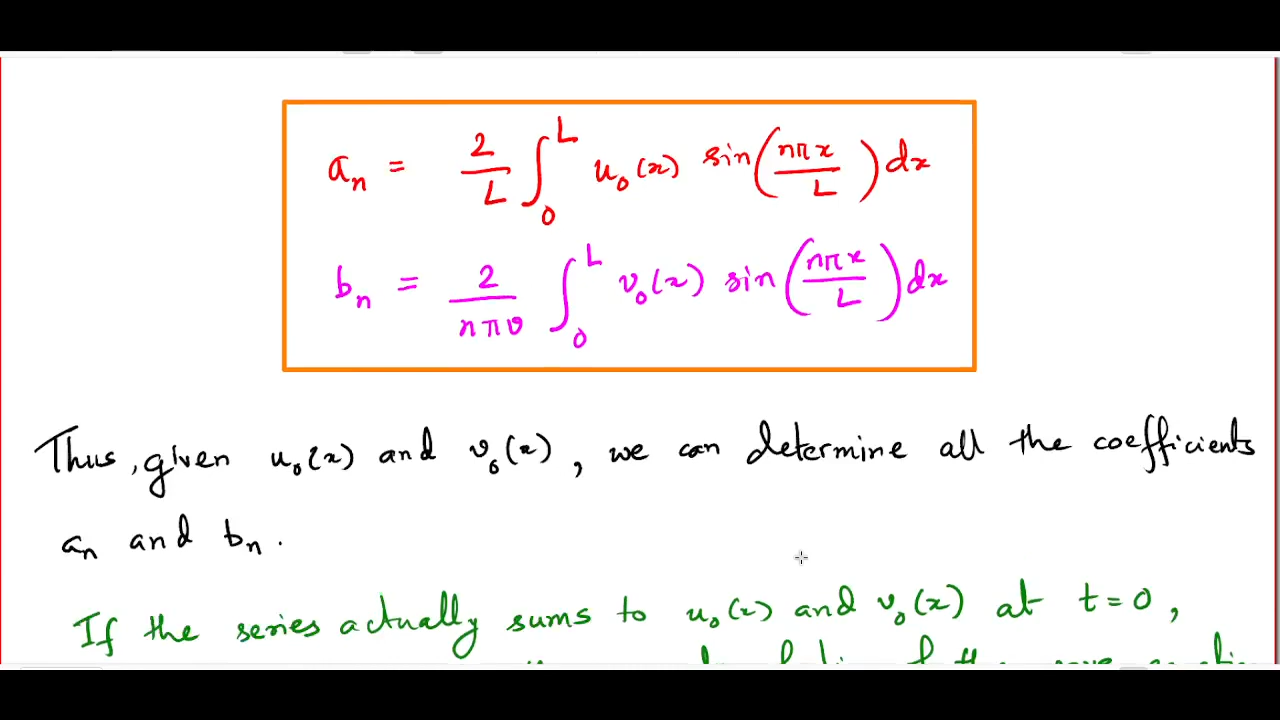 aₙ = 2/L ∫₀ᴸ u₀(x) sin(nπx/L) dx
bₙ = 2/(nπv) ∫₀ᴸ v₀(x) sin(nπx/L) dx
Thus, given u₀(x) and v₀(x), we can determine all the coefficients
aₙ and bₙ.
If the series actually sums to u₀(x) and v₀(x) at t=0,